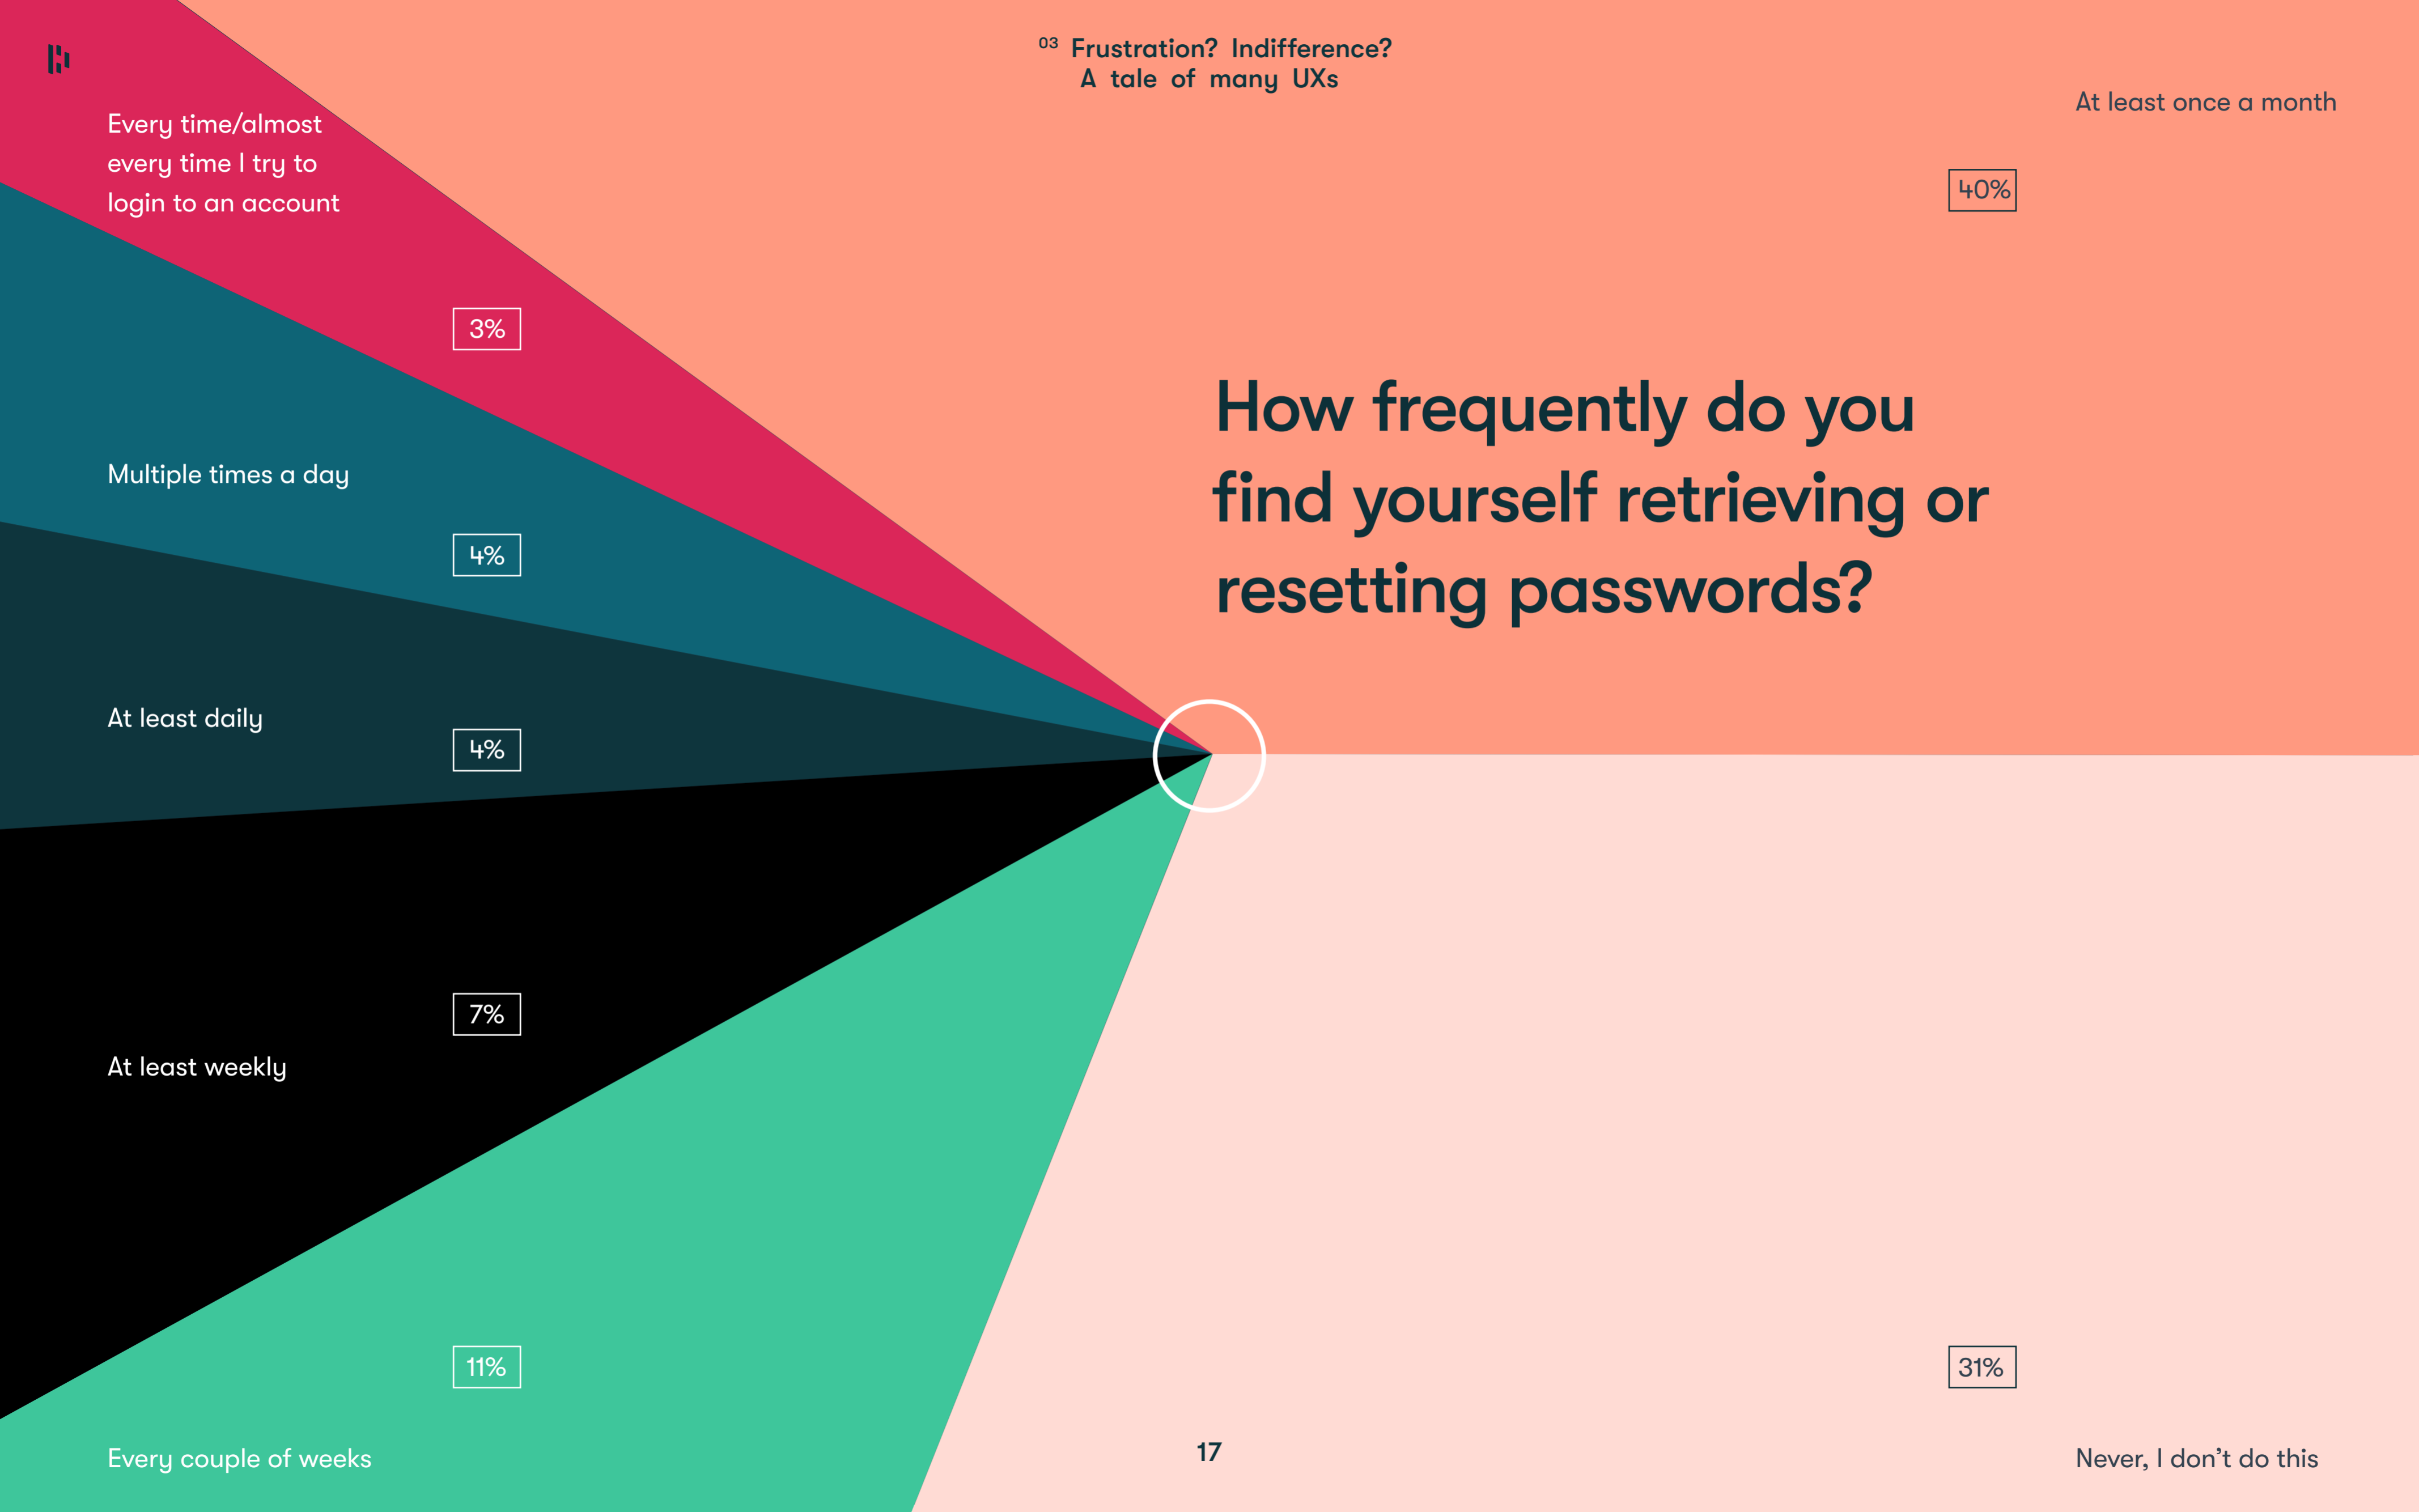 03 Frustration? Indifference?
A tale of many UXs
Every time/almost
every time I try to
login to an account
3%
Multiple times a day
4%
At least daily
4%
7%
At least weekly
11%
Every couple of weeks
At least once a month
40%
How frequently do you
find yourself retrieving or
resetting passwords?
31%
Never, I don’t do this
17